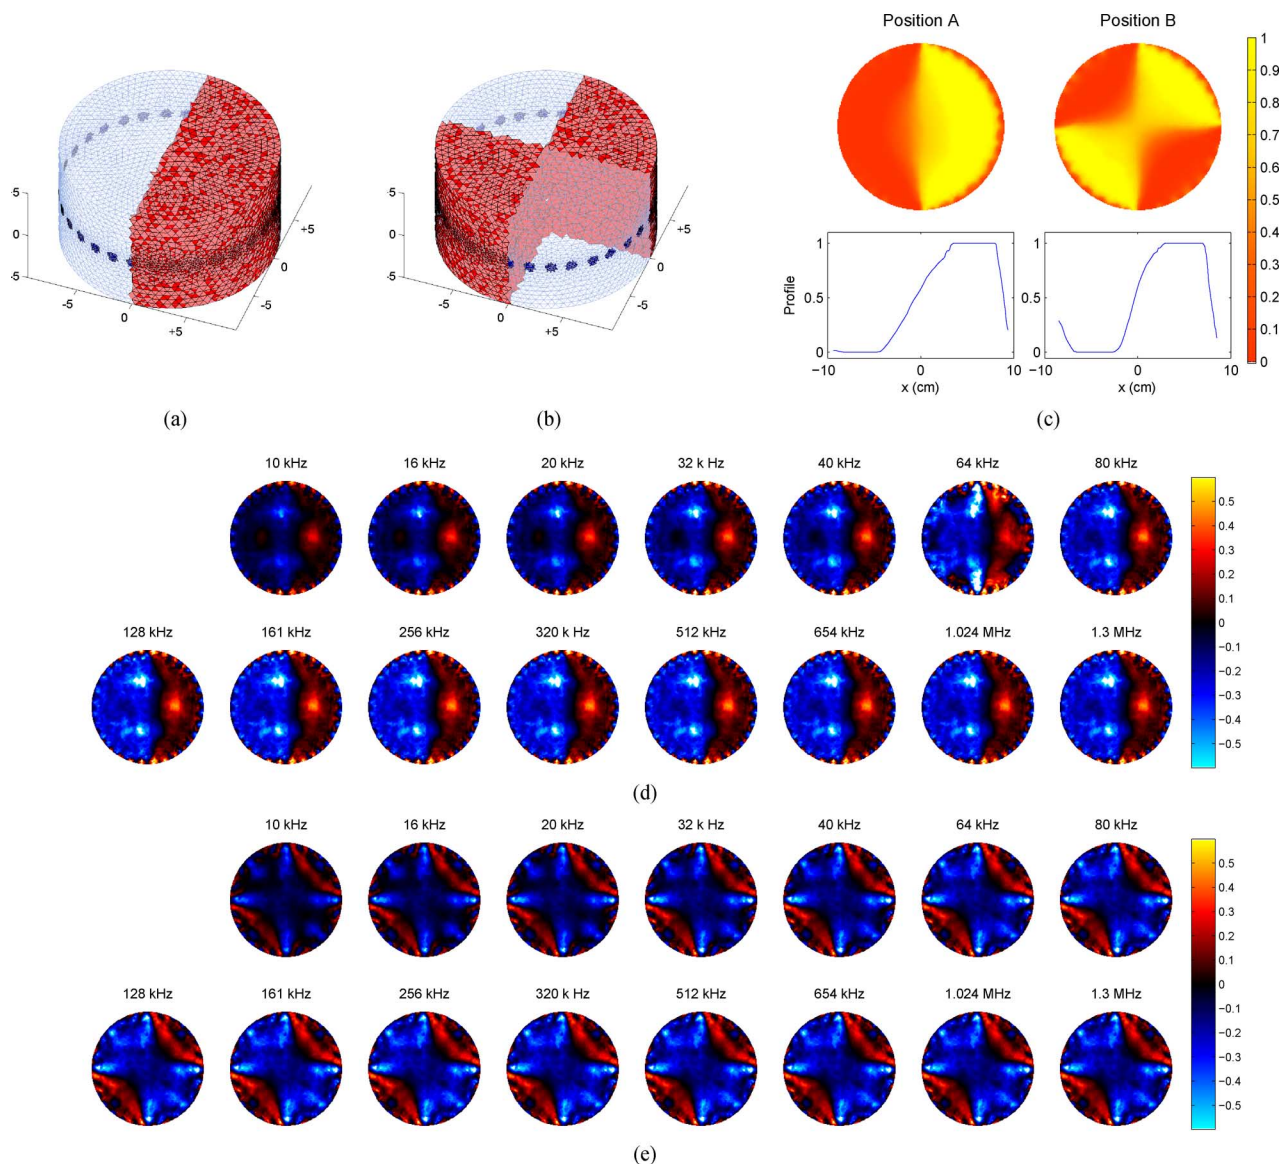 Position A
Position B
5
0
-5
-5
0
+5
-5
0
+5
5
0
-5
-5
0
+5
-5
0
+5
1
0.9
0.8
0.7
0.6
0.5
0.4
0.3
0.2
0.1
0
Profile
1
0.5
0
−10
0
10
x (cm)
1
0.5
0
−10
0
10
x (cm)
(a)
(b)
(c)
10 kHz
16 kHz
20 kHz
32 k Hz
40 kHz
64 kHz
80 kHz
128 kHz
161 kHz
256 kHz
320 k Hz
512 kHz
654 kHz
1.024 MHz
1.3 MHz
0.5
0.4
0.3
0.2
0.1
0
−0.1
−0.2
−0.3
−0.4
−0.5
(d)
10 kHz
16 kHz
20 kHz
32 k Hz
40 kHz
64 kHz
80 kHz
128 kHz
161 kHz
256 kHz
320 k Hz
512 kHz
654 kHz
1.024 MHz
1.3 MHz
0.5
0.4
0.3
0.2
0.1
0
−0.1
−0.2
−0.3
−0.4
−0.5
(e)